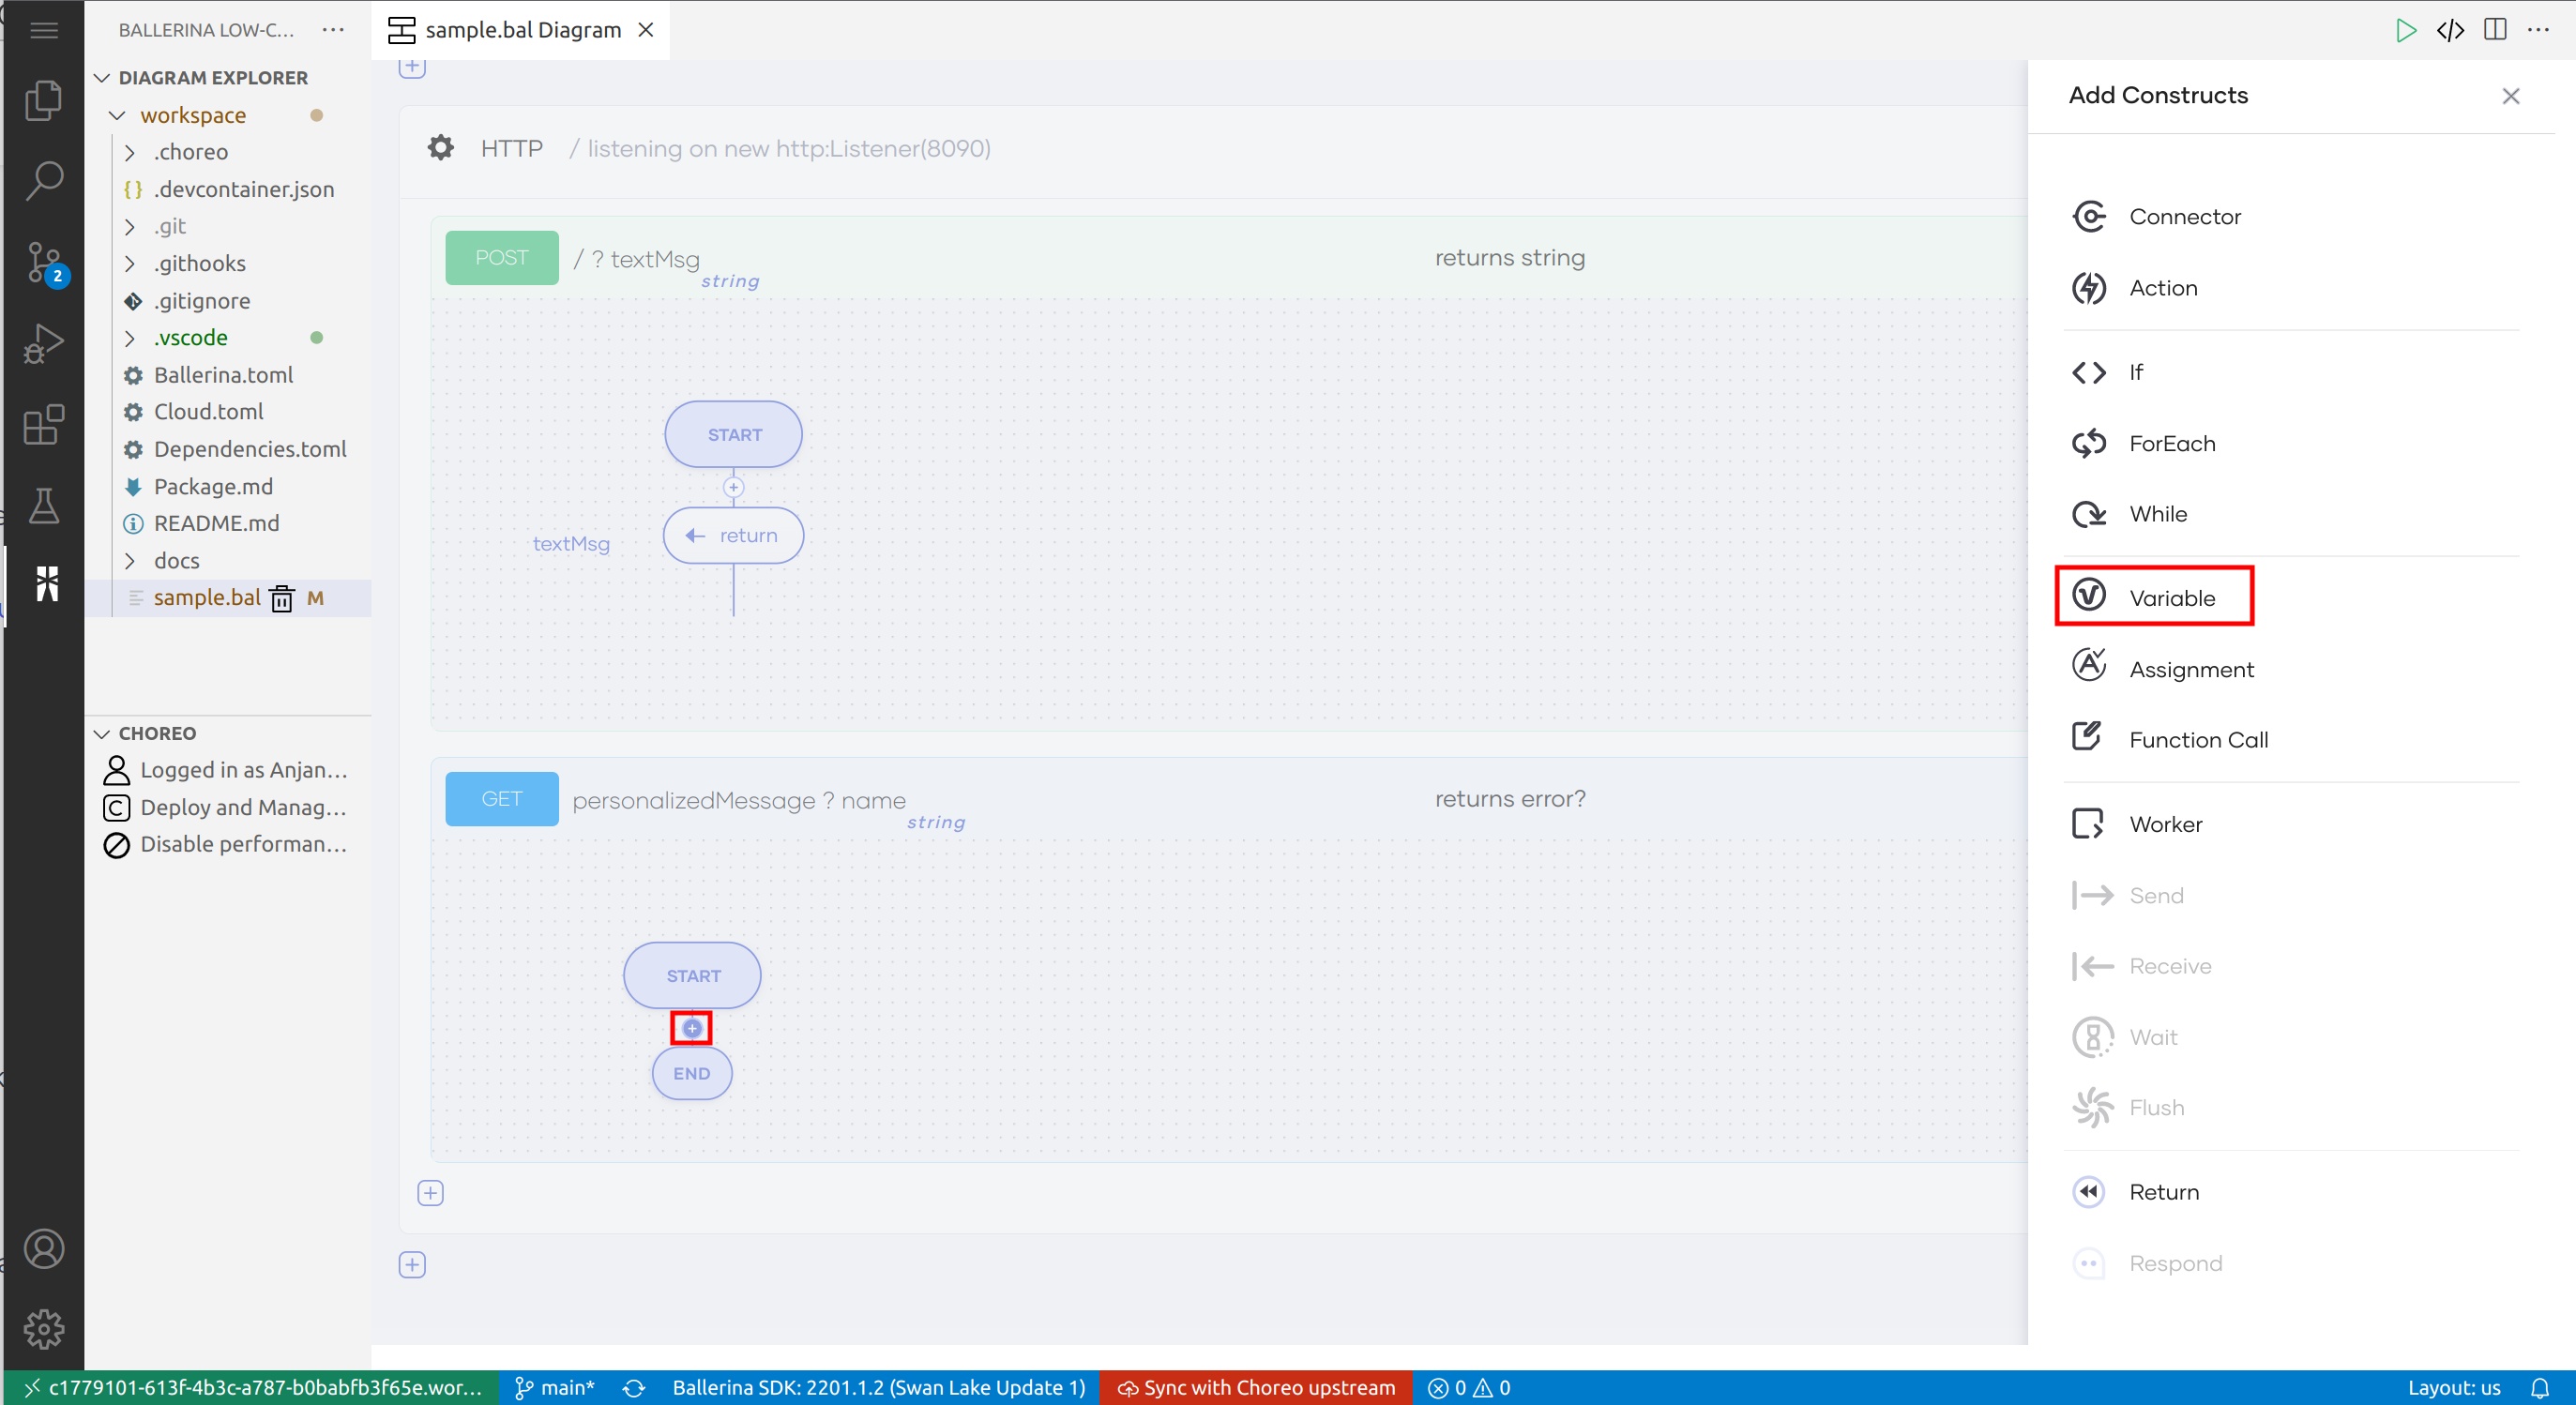 BALLERINA LOW-C... ···
sample.bal Diagram
DIAGRAM EXPLORER
workspace
.choreo
{} .devcontainer.json
.git
.githooks
.gitignore
.vscode
Ballerina.toml
Cloud.toml
Dependencies.toml
Package.md
README.md
docs
sample.bal M
2
CHOREO
Logged in as Anjan...
Deploy and Manag...
Disable performan...
HTTP / listening on new http:Listener(8090)
POST / ? textMsg string returns string
START
textMsg return
GET personalizedMessage ? name string returns error?
START
END
Add Constructs
Connector
Action
If
ForEach
While
Variable
Assignment
Function Call
Worker
Send
Receive
Wait
Flush
Return
Respond
c1779101-613f-4b3c-a787-b0babfb3f65e.wor... main* Ballerina SDK: 2201.1.2 (Swan Lake Update 1) Sync with Choreo upstream 0 0 Layout: us